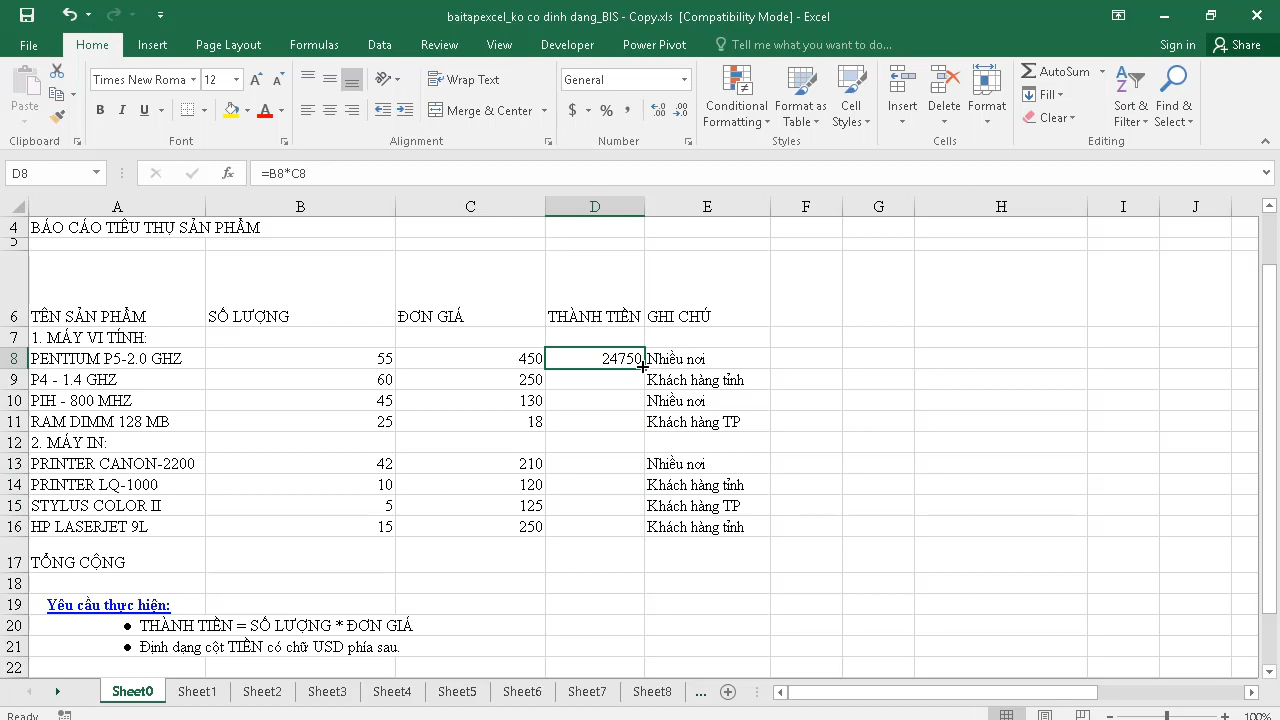 baitapexcel_ko co dinh dang_BIS - Copy.xls [Compatibility Mode] - Excel
File Home Insert Page Layout Formulas Data Review View Developer Power Pivot Tell me what you want to do... Sign in Share
Paste Times New Roma 12 Wrap Text General Conditional Formatting Format as Table Cell Styles Insert Delete Format AutoSum Sort & Filter Find & Select
B I U Merge & Center $ % , Fill
Clear
Clipboard Font Alignment Number Styles Cells Editing
D8 fx =B8*C8
A B C D E F G H I J
4 BÁO CÁO TIÊU THỤ SẢN PHẨM
5
6 TÊN SẢN PHẨM SỐ LƯỢNG ĐƠN GIÁ THÀNH TIỀN GHI CHÚ
7 1. MÁY VI TÍNH:
8 PENTIUM P5-2.0 GHZ 55 450 24750 Nhiều nơi
9 P4 - 1.4 GHZ 60 250 Khách hàng tỉnh
10 PIH - 800 MHZ 45 130 Nhiều nơi
11 RAM DIMM 128 MB 25 18 Khách hàng TP
12 2. MÁY IN:
13 PRINTER CANON-2200 42 210 Nhiều nơi
14 PRINTER LQ-1000 10 120 Khách hàng tỉnh
15 STYLUS COLOR II 5 125 Khách hàng TP
16 HP LASERJET 9L 15 250 Khách hàng tỉnh
17 TỔNG CỘNG
18
19 Yêu cầu thực hiện:
20 • THÀNH TIỀN = SỐ LƯỢNG * ĐƠN GIÁ
21 • Định dạng cột TIỀN có chữ USD phía sau.
22
Sheet0 Sheet1 Sheet2 Sheet3 Sheet4 Sheet5 Sheet6 Sheet7 Sheet8 ...
Ready 100%